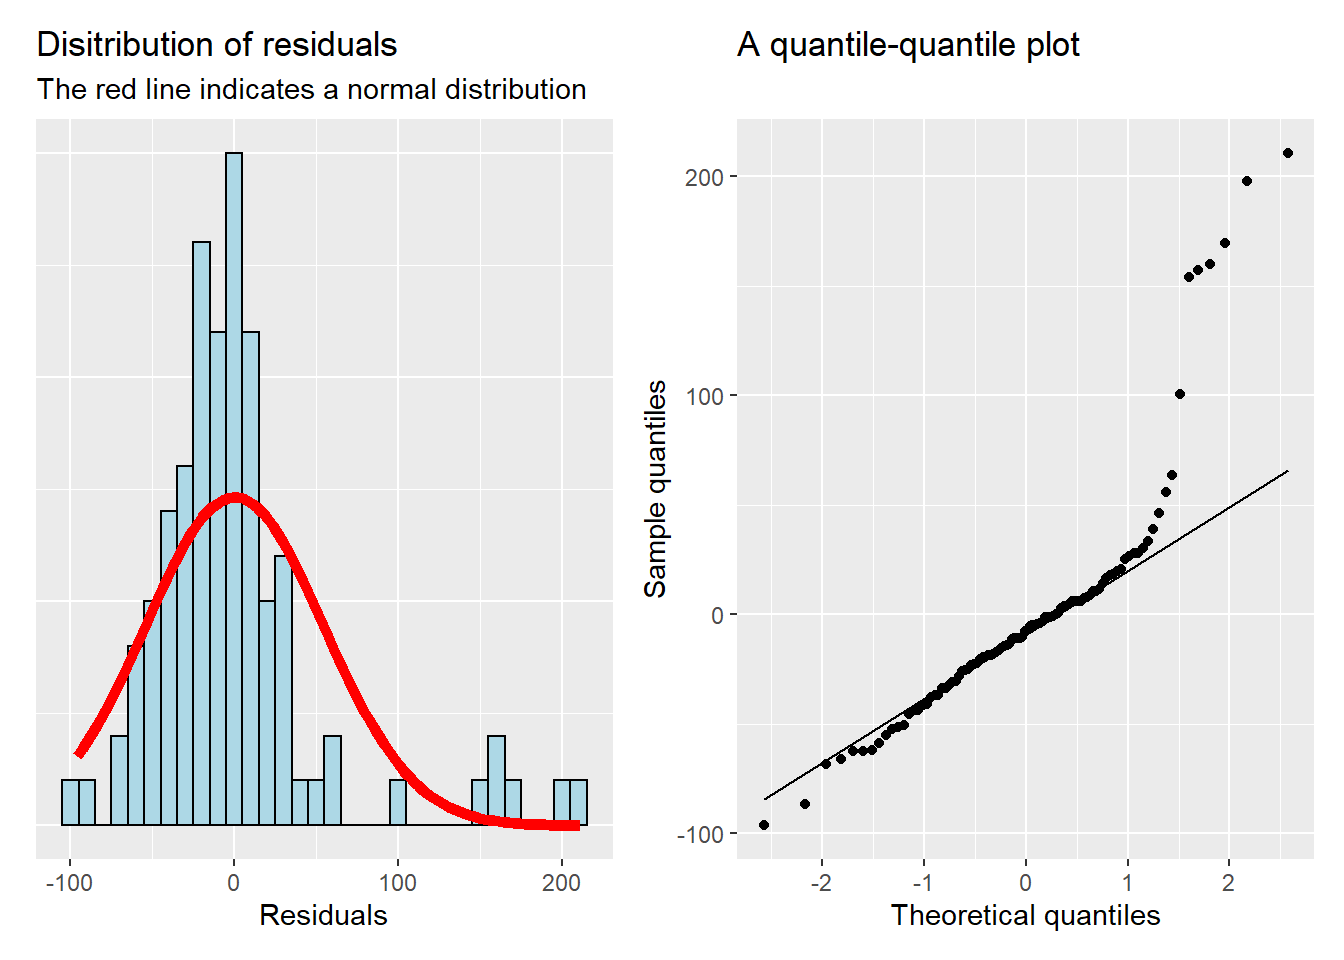 Disitribution of residuals
The red line indicates a normal distribution
-100
0
100
200
Residuals
A quantile-quantile plot
200
100
0
-100
Sample quantiles
-2
-1
0
1
2
Theoretical quantiles